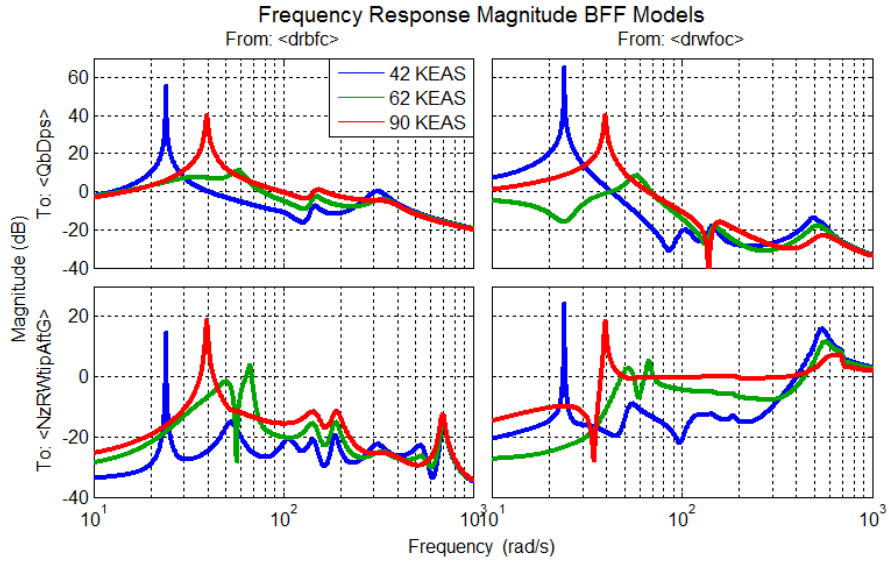 Frequency Response Magnitude BFF Models
From: <drbfc>
From: <drwfoc>
42 KEAS
62 KEAS
90 KEAS
To: <QbDps>
60
40
20
0
-20
-40
Magnitude (dB)
To: <NzRWtipAftG>
0
-20
-40
10^1
10^2
10^3
10^1
10^2
10^3
Frequency (rad/s)